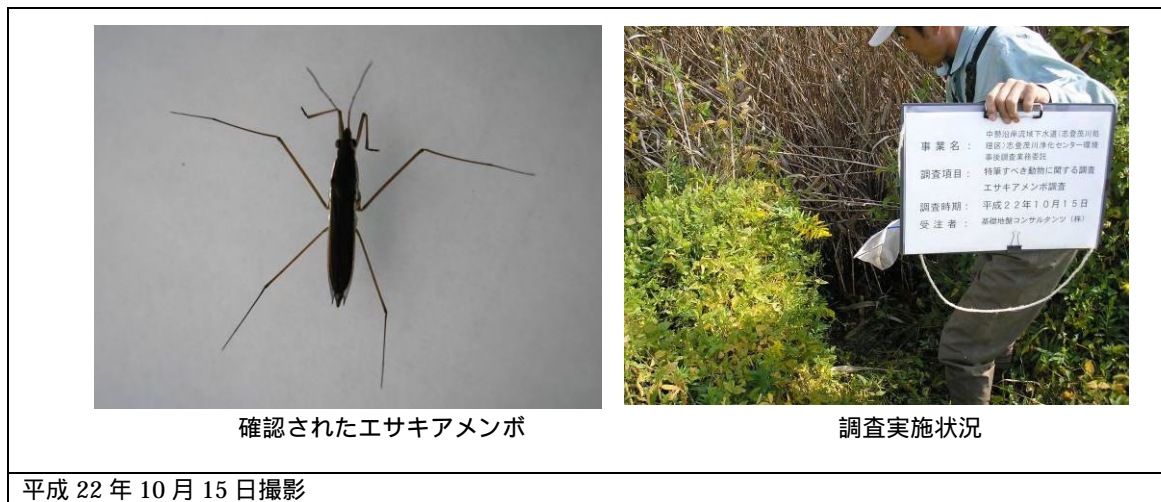 事業名：
中勢沿岸流域下水道（志登茂川処
理区）志登茂川浄化センター環境
事後調査業務委託
調査項目：
特筆すべき動物に関する調査
エサキアメンボ調査
調査時期：
平成２２年１０月１５日
受注者：
基礎地盤コンサルタンツ（株）
確認されたエサキアメンボ
調査実施状況
平成 22 年 10 月 15 日撮影